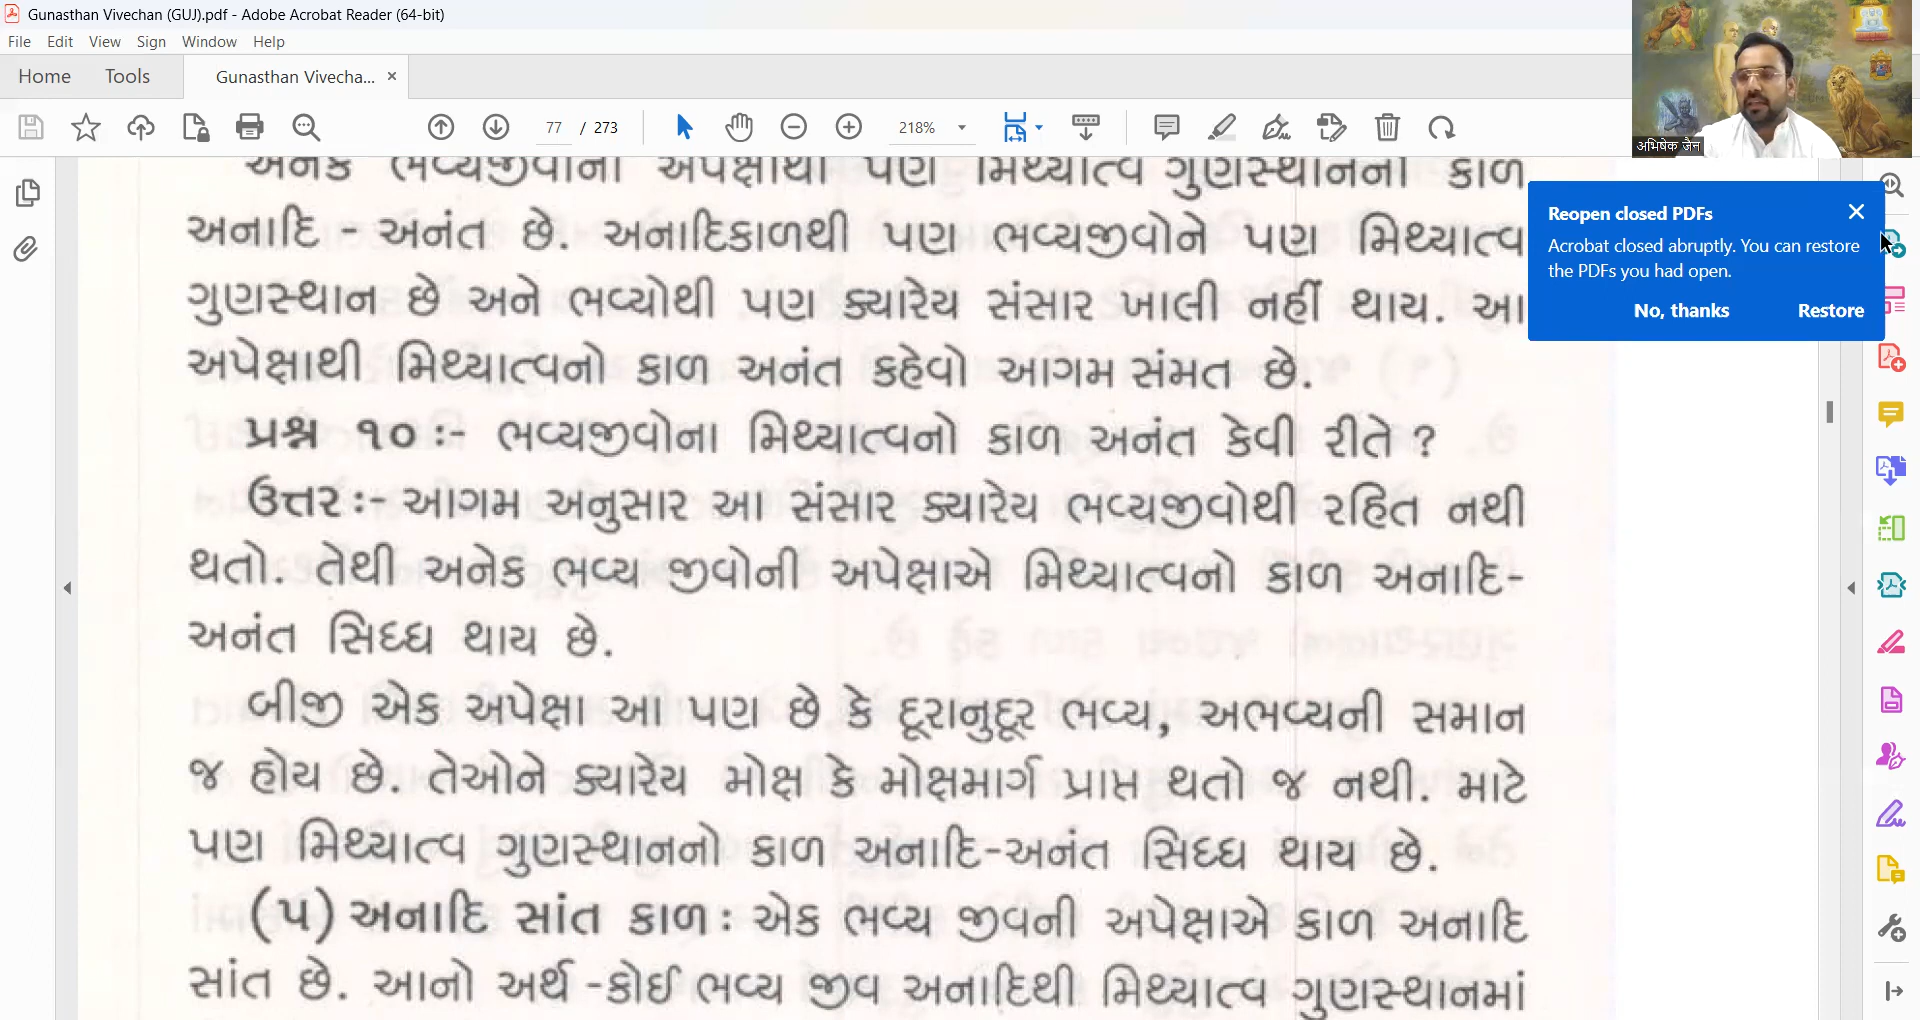 Gunasthan Vivechan (GUJ).pdf - Adobe Acrobat Reader (64-bit)
File Edit View Sign Window Help
Home Tools Gunasthan Vivecha... ×
77 / 273 218%
अभिषेक जैन
Reopen closed PDFs
Acrobat closed abruptly. You can restore
the PDFs you had open.
No, thanks Restore
અનેક ભવ્યજીવોની અપેક્ષાથી પણ મિથ્યાત્વ ગુણસ્થાનનો કાળ
અનાદિ - અનંત છે. અનાદિકાળથી પણ ભવ્યજીવોને પણ મિથ્યાત્વ
ગુણસ્થાન છે અને ભવ્યોથી પણ ક્યારેય સંસાર ખાલી નહીં થાય. આ
અપેક્ષાથી મિથ્યાત્વનો કાળ અનંત કહેવો આગમ સંમત છે.
પ્રશ્ન ૧૦ :- ભવ્યજીવોના મિથ્યાત્વનો કાળ અનંત કેવી રીતે ?
ઉત્તર :- આગમ અનુસાર આ સંસાર ક્યારેય ભવ્યજીવોથી રહિત નથી
થતો. તેથી અનેક ભવ્ય જીવોની અપેક્ષાએ મિથ્યાત્વનો કાળ અનાદિ-
અનંત સિધ્ધ થાય છે.
બીજી એક અપેક્ષા આ પણ છે કે દૂરાનુદૂર ભવ્ય, અભવ્યની સમાન
જ હોય છે. તેઓને ક્યારેય મોક્ષ કે મોક્ષમાર્ગ પ્રાપ્ત થતો જ નથી. માટે
પણ મિથ્યાત્વ ગુણસ્થાનનો કાળ અનાદિ-અનંત સિધ્ધ થાય છે.
(૫) અનાદિ સાંત કાળ : એક ભવ્ય જીવની અપેક્ષાએ કાળ અનાદિ
સાંત છે. આનો અર્થ -કોઈ ભવ્ય જીવ અનાદિથી મિથ્યાત્વ ગુણસ્થાનમાં